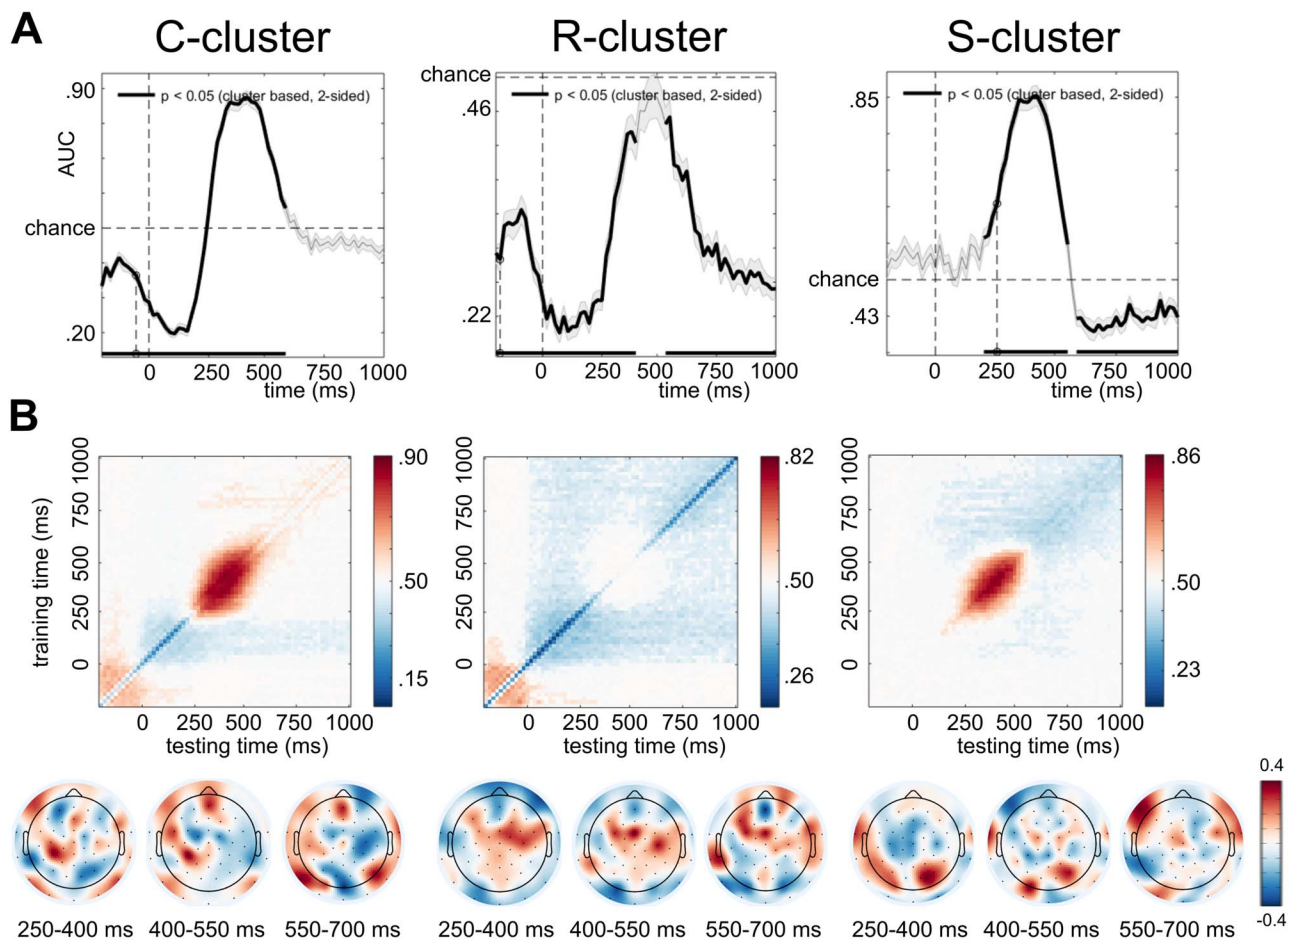 A
C-cluster
R-cluster
S-cluster
.90
p < 0.05 (cluster based, 2-sided)
AUC
chance
.20
0 250 500 1000
time (ms)
chance
p < 0.05 (cluster based, 2-sided)
.46
.22
0 250 500 1000
time (ms)
.85
p < 0.05 (cluster based, 2-sided)
chance
.43
0 250 500 750 1000
time (ms)
B
training time (ms)
0 250 500 750 1000
0 250 500 1000
testing time (ms)
.90
.50
.15
0 250 500 750 1000
0 250 500 750 1000
testing time (ms)
.82
.50
.26
0 250 500 750 1000
0 250 500 750 1000
testing time (ms)
.86
.50
.23
0.4
-0.4
250-400 ms
400-550 ms
550-700 ms
250-400 ms
400-550 ms
550-700 ms
250-400 ms
400-550 ms
550-700 ms